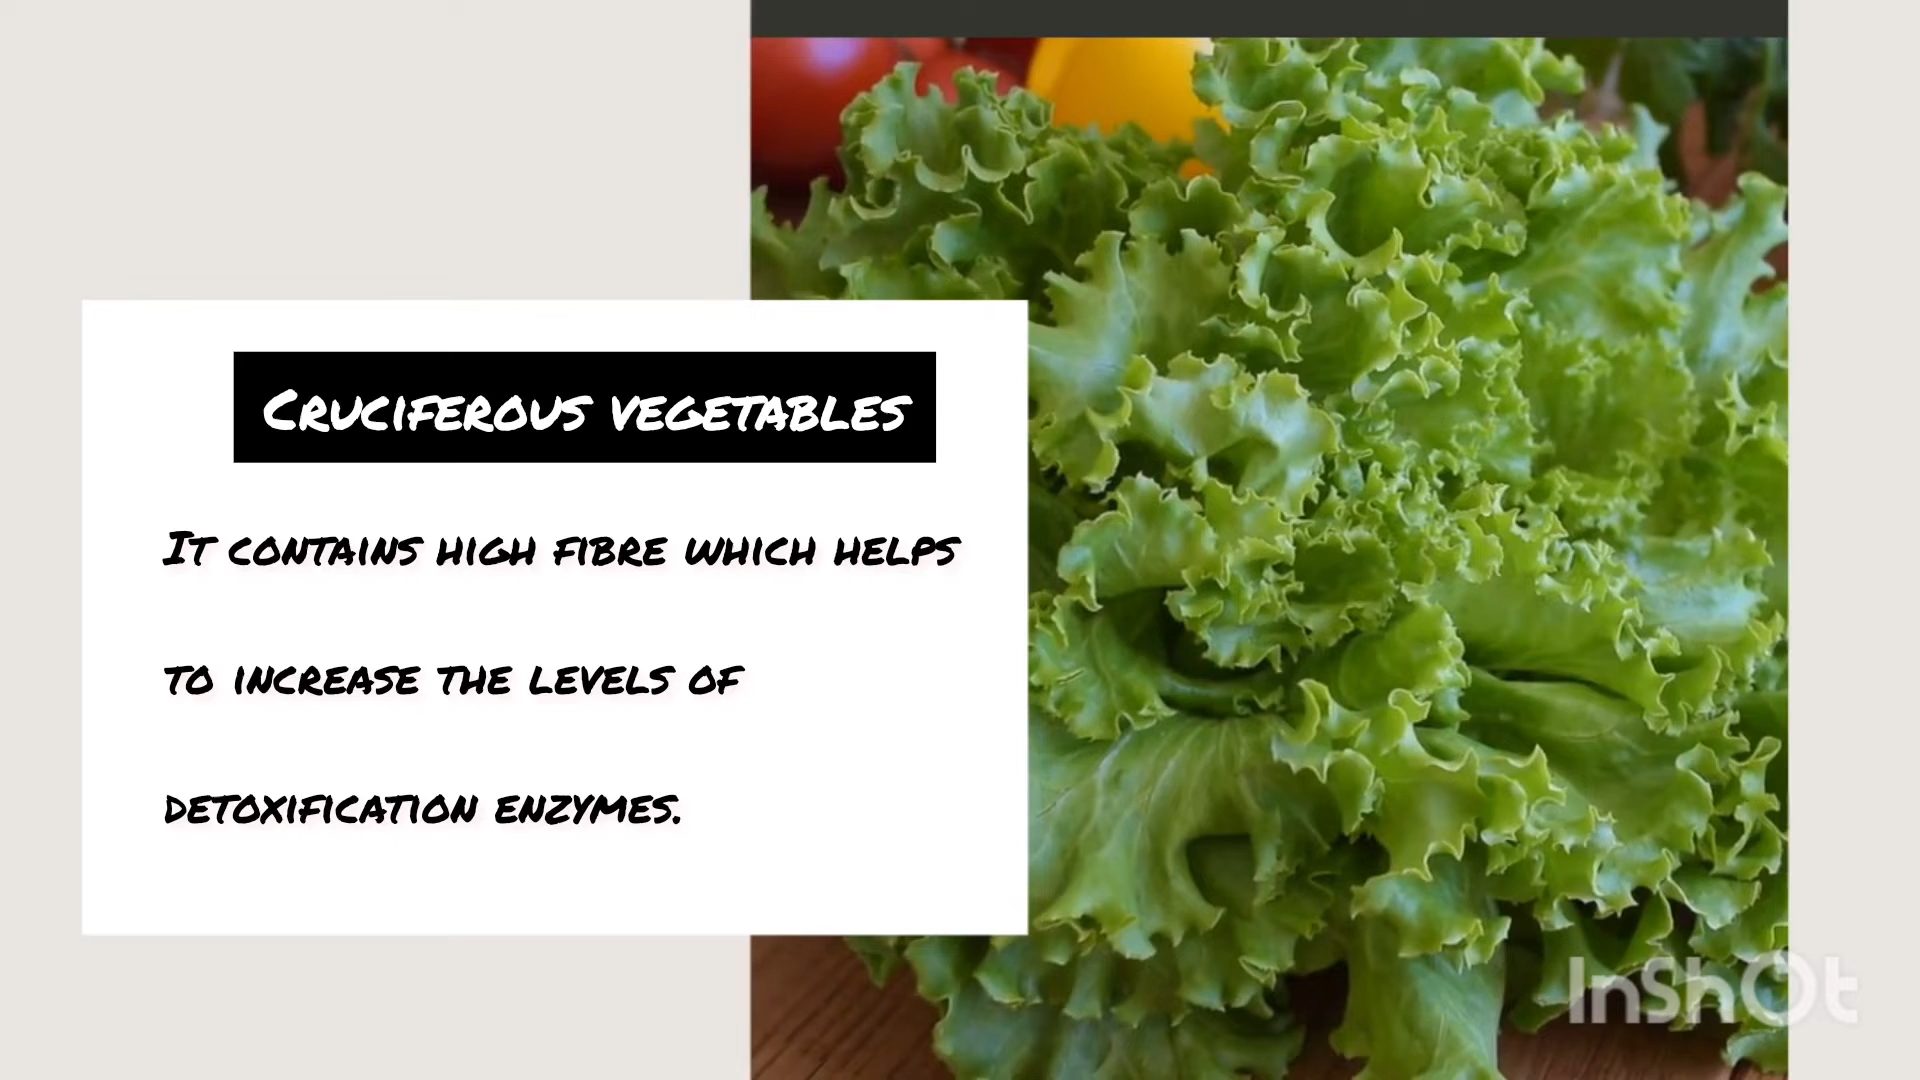 Cruciferous vegetables
It contains high fibre which helps
to increase the levels of
detoxification enzymes.
InShOt